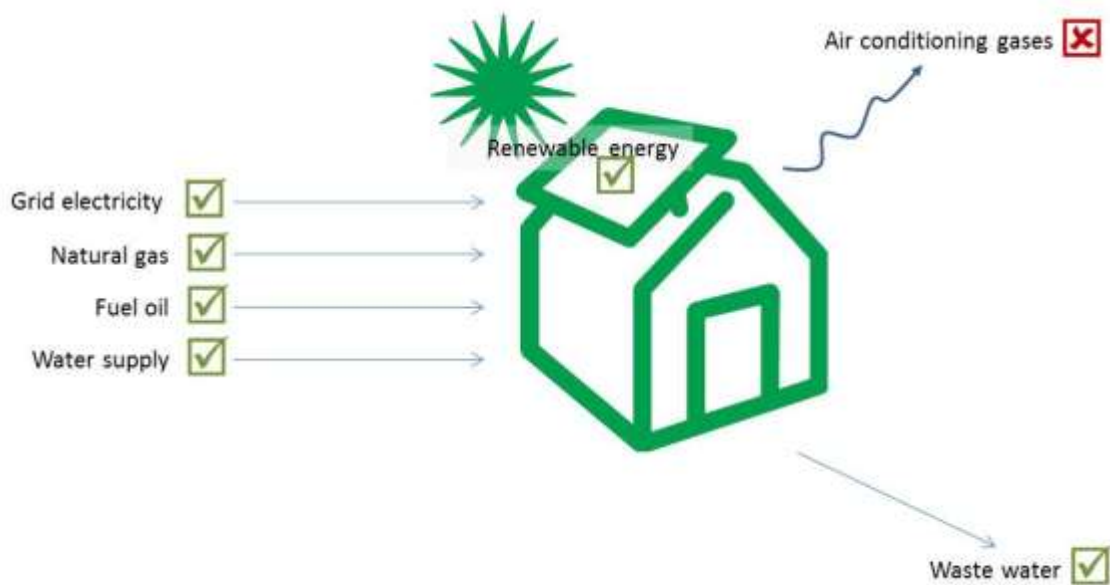 Air conditioning gases
Renewable energy
Grid electricity
Natural gas
Fuel oil
Water supply
Waste water